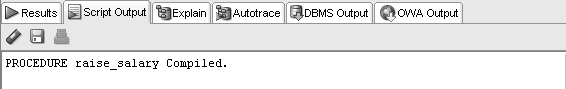 Results Script Output Explain Autotrace DBMS Output OWA Output
PROCEDURE raise_salary Compiled.